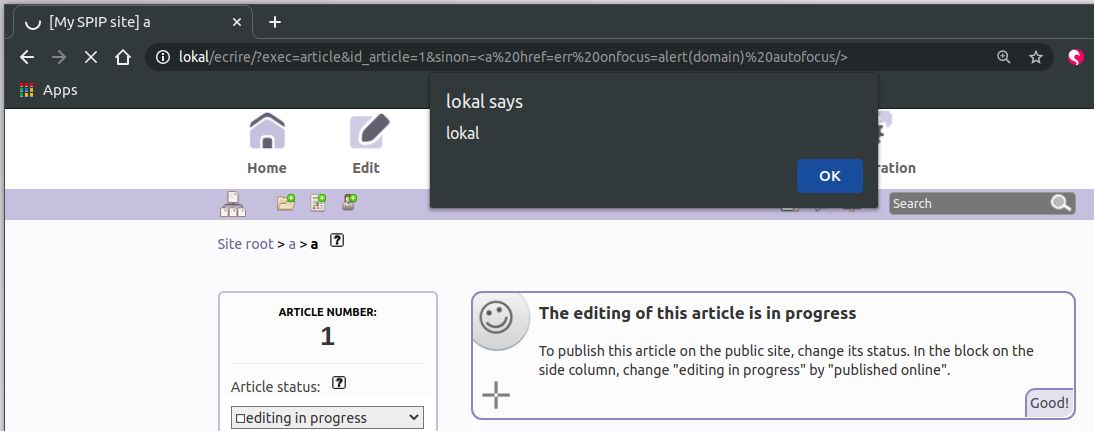 [My SPIP site] a
lokal/ecrire/?exec=article&id_article=1&sinon=<a%20href=err%20onfocus=alert(domain)%20autofocus/>
Apps
lokal says
lokal
OK
Home
Edit
ration
Search
Site root > a > a ?
ARTICLE NUMBER:
1
Article status: ?
editing in progress
The editing of this article is in progress
To publish this article on the public site, change its status. In the block on the
side column, change "editing in progress" by "published online".
Good!